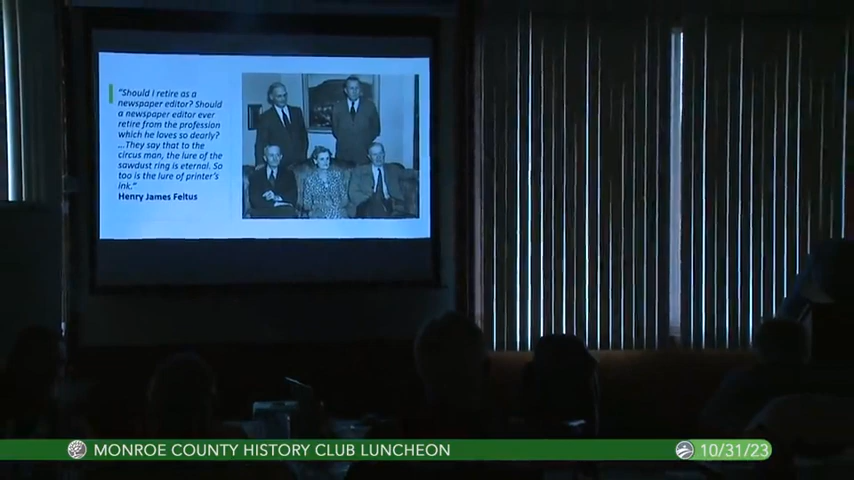 “Should I retire as a
newspaper editor? Should
a newspaper editor ever
retire from the profession
which he loves so dearly?
...They say that to the
circus man, the lure of the
sawdust ring is eternal. So
too is the lure of printer's
ink.”
Henry James Feltus
MONROE COUNTY HISTORY CLUB LUNCHEON
10/31/23